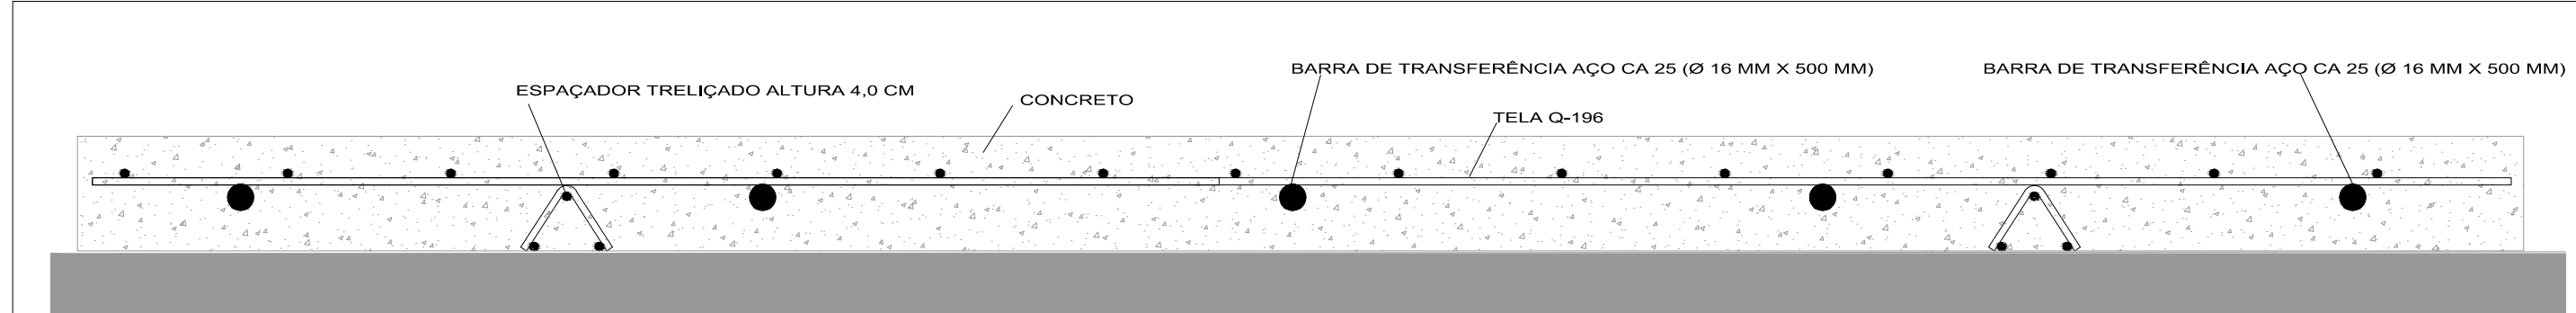 BARRA DE TRANSFERÊNCIA AÇO CA 25 (Ø 16 MM X 500 MM)
BARRA DE TRANSFERÊNCIA AÇO CA 25 (Ø 16 MM X 500 MM)
ESPAÇADOR TRELIÇADO ALTURA 4,0 CM
CONCRETO
TELA Q-196